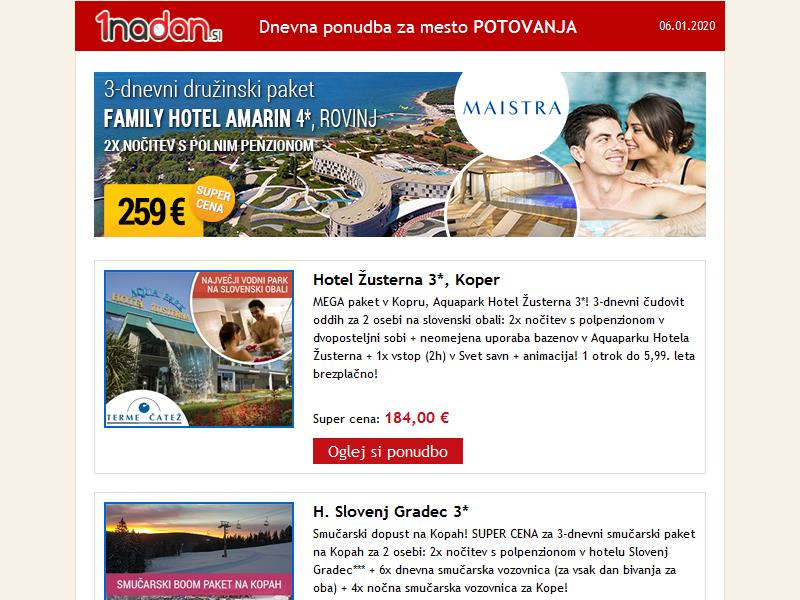 1nadan.si
Dnevna ponudba za mesto POTOVANJA
06.01.2020
3-dnevni družinski paket
FAMILY HOTEL AMARIN 4*, ROVINJ
2X NOČITEV S POLNIM PENZIONOM
259 €
SUPER
CENA
MAISTRA
NAJVEČJI VODNI PARK
NA SLOVENSKI OBALI
AQUA PARK
HOTEL ŽUSTERNA
TERME ČATEŽ
Hotel Žusterna 3*, Koper
MEGA paket v Kopru, Aquapark Hotel Žusterna 3*! 3-dnevni čudovit
oddih za 2 osebi na slovenski obali: 2x nočitev s polpenzionom v
dvoposteljni sobi + neomejena uporaba bazenov v Aquaparku Hotela
Žusterna + 1x vstop (2h) v Svet savn + animacija! 1 otrok do 5,99. leta
brezplačno!
Super cena: 184,00 €
Oglej si ponudbo
SMUČARSKI BOOM PAKET NA KOPAH
H. Slovenj Gradec 3*
Smučarski dopust na Kopah! SUPER CENA za 3-dnevni smučarski paket
na Kopah za 2 osebi: 2x nočitev s polpenzionom v hotelu Slovenj
Gradec*** + 6x dnevna smučarska vozovnica (za vsak dan bivanja za
oba) + 4x nočna smučarska vozovnica za Kope!